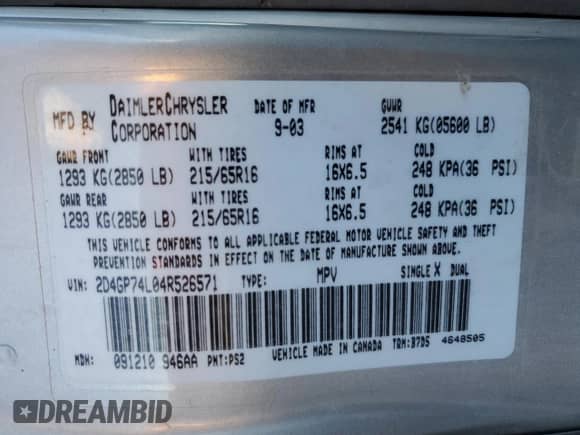 MFD BY DAIMLERCHRYSLER CORPORATION DATE OF MFR 9-03 GVWR 2541 KG(05600 LB)
GAWR FRONT WITH TIRES RIMS AT COLD
1293 KG(2850 LB) 215/65R16 16X6.5 248 KPA(36 PSI)
GAWR REAR WITH TIRES RIMS AT COLD
1293 KG(2850 LB) 215/65R16 16X6.5 248 KPA(36 PSI)
THIS VEHICLE CONFORMS TO ALL APPLICABLE FEDERAL MOTOR VEHICLE SAFETY AND THEFT
PREVENTION STANDARDS IN EFFECT ON THE DATE OF MANUFACTURE SHOWN ABOVE.
VIN: 2D4GP74L04R526571 TYPE: MPV SINGLE X DUAL
MDH: 091210 946AA PNT:PS2 VEHICLE MADE IN CANADA TRM:B7D5 4648505
DREAMBID